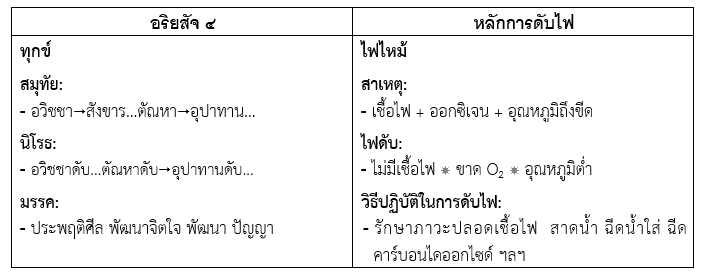 อริยสัจ ๔
หลักการดับไฟ
ทุกข์
สมุทัย:
- อวิชชา→สังขาร...ตัณหา→อุปาทาน...
นิโรธ:
- อวิชชาดับ...ตัณหาดับ→อุปาทานดับ...
มรรค:
- ประพฤติศีล พัฒนาจิตใจ พัฒนา ปัญญา
ไฟไหม้
สาเหตุ:
- เชื้อไฟ + ออกซิเจน + อุณหภูมิถึงขีด
ไฟดับ:
- ไม่มีเชื้อไฟ * ขาด O₂ * อุณหภูมิต่ำ
วิธีปฏิบัติในการดับไฟ:
- รักษาภาวะปลอดเชื้อไฟ สาดน้ำ ฉีดน้ำใส่ ฉีด
คาร์บอนไดออกไซด์ ฯลฯ